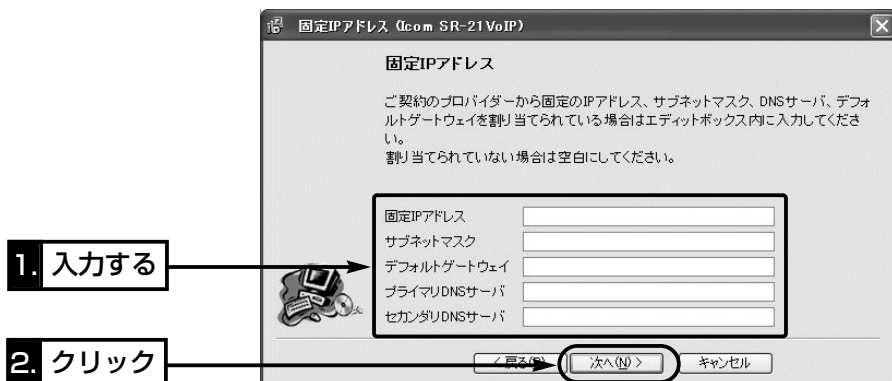 固定IPアドレス (Icom SR-21VoIP)
固定IPアドレス
ご契約のプロバイダーから固定のIPアドレス、サブネットマスク、DNSサーバ、デフォ
ルトゲートウェイを割り当てられている場合はエディットボックス内に入力してくださ
い。
割り当てられていない場合は空白にしてください。
固定IPアドレス
サブネットマスク
デフォルトゲートウェイ
プライマリDNSサーバ
セカンダリDNSサーバ
1. 入力する
2. クリック
< 戻る(B)
次へ(N) >
キャンセル